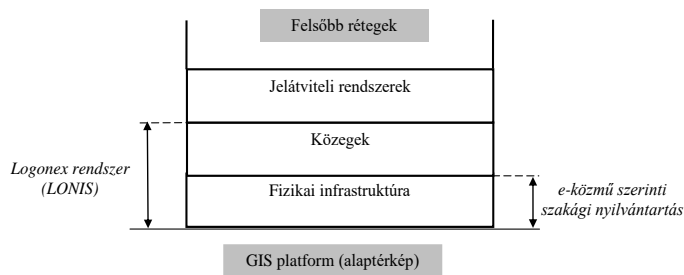 Felsőbb rétegek
Jelátviteli rendszerek
Közegek
Logonex rendszer
(LONIS)
Fizikai infrastruktúra
e-közmű szerinti
szakági nyilvántartás
GIS platform (alaptérkép)